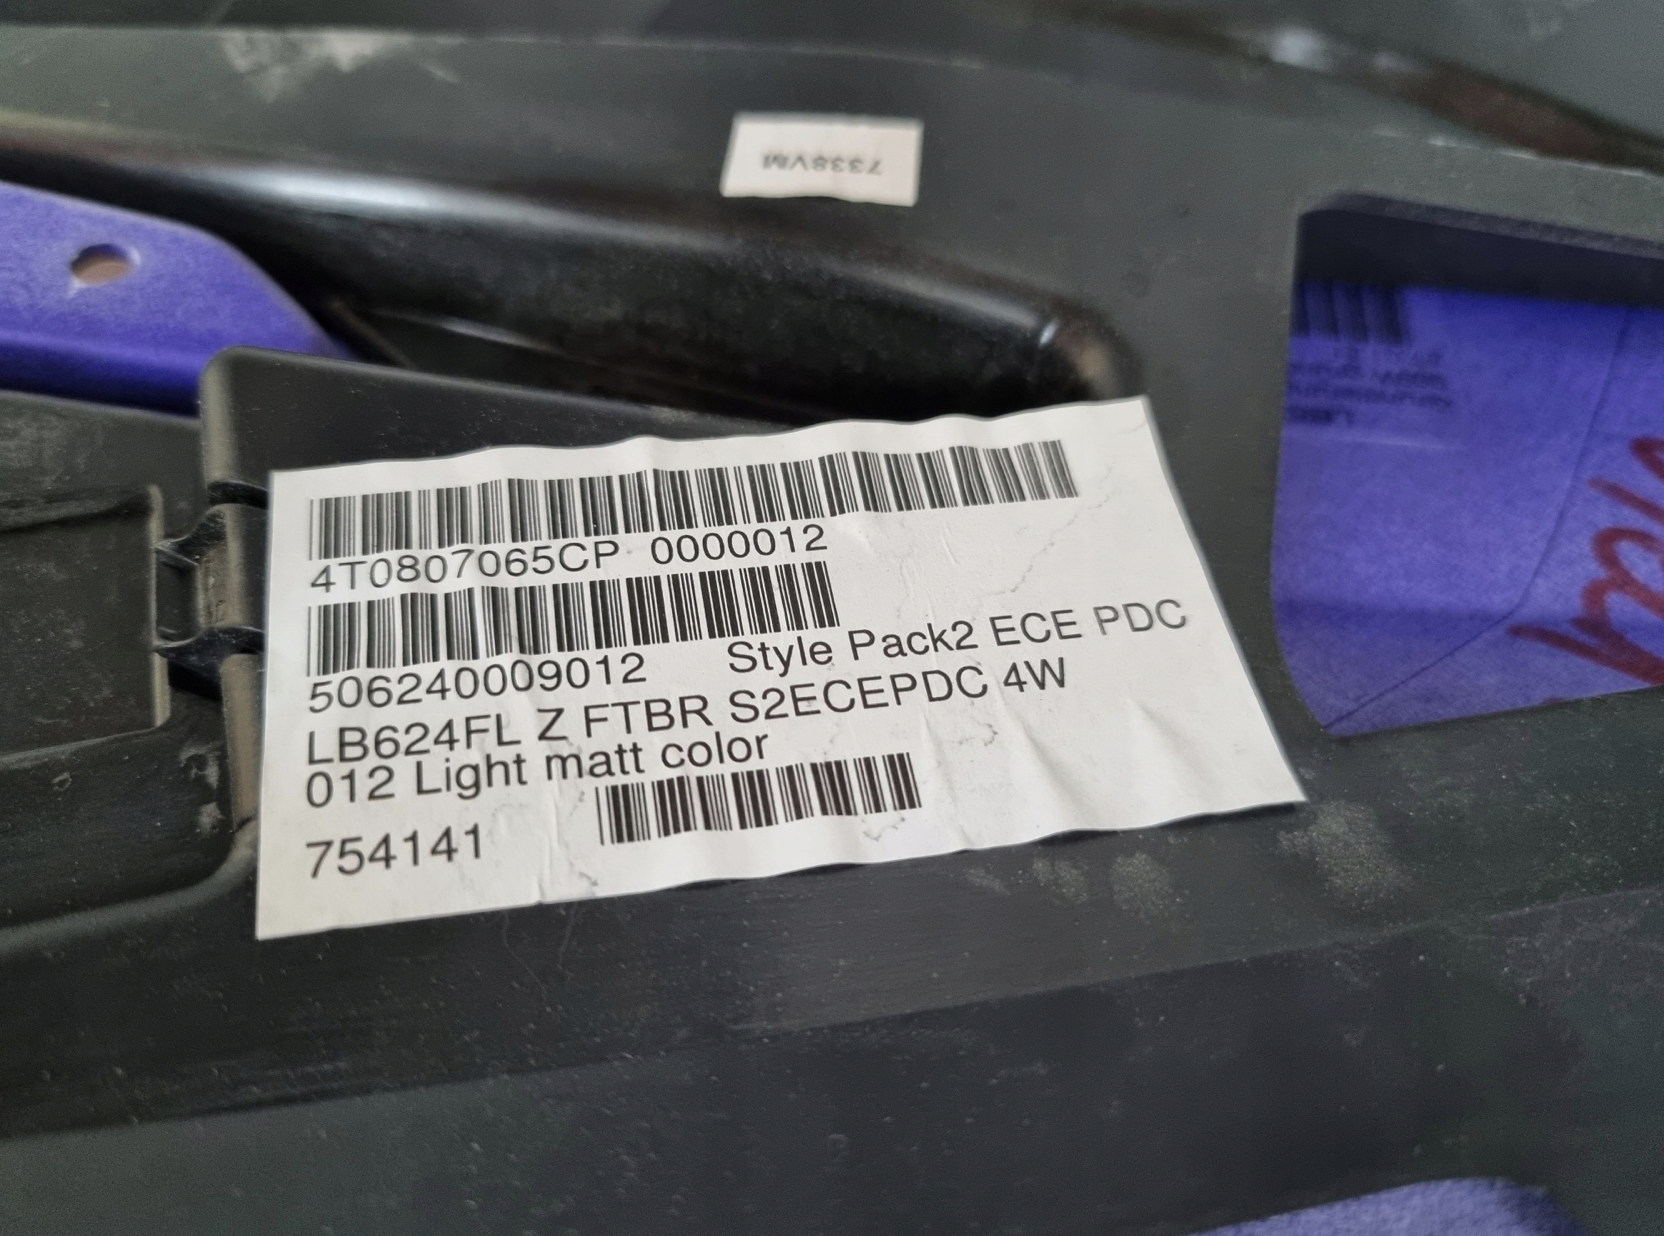 7338VM
4T0807065CP 0000012
506240009012 Style Pack2 ECE PDC
LB624FL Z FTBR S2ECEPDC 4W
012 Light matt color
754141